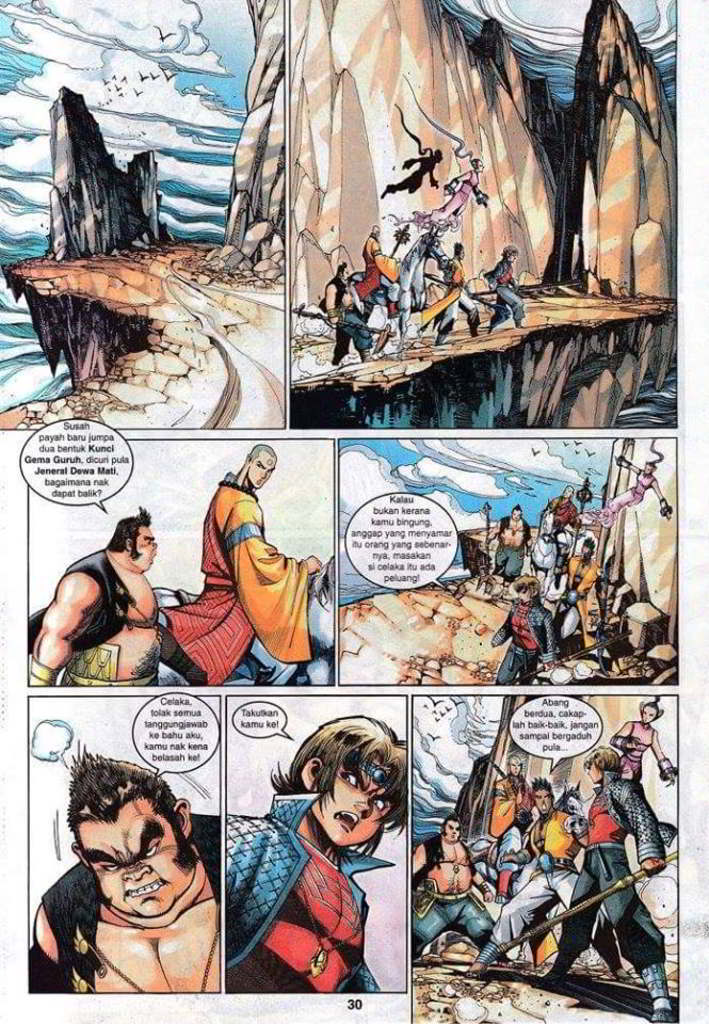 Susah
payah baru jumpa
dua bentuk Kunci
Gema Guruh, dicuri pula
Jeneral Dewa Mati,
bagaimana nak
dapat balik?
Kalau
bukan kerana
kamu bingung,
anggap yang menyamar
itu orang yang sebenar-
nya, masakan
si celaka itu ada
peluang!
Celaka,
tolak semua
tanggungjawab
ke bahu aku,
kamu nak kena
belasah ke!
Takutkan
kamu ke!
Abang
berdua, cakap-
lah baik-baik, jangan
sampai bergaduh
pula...
30